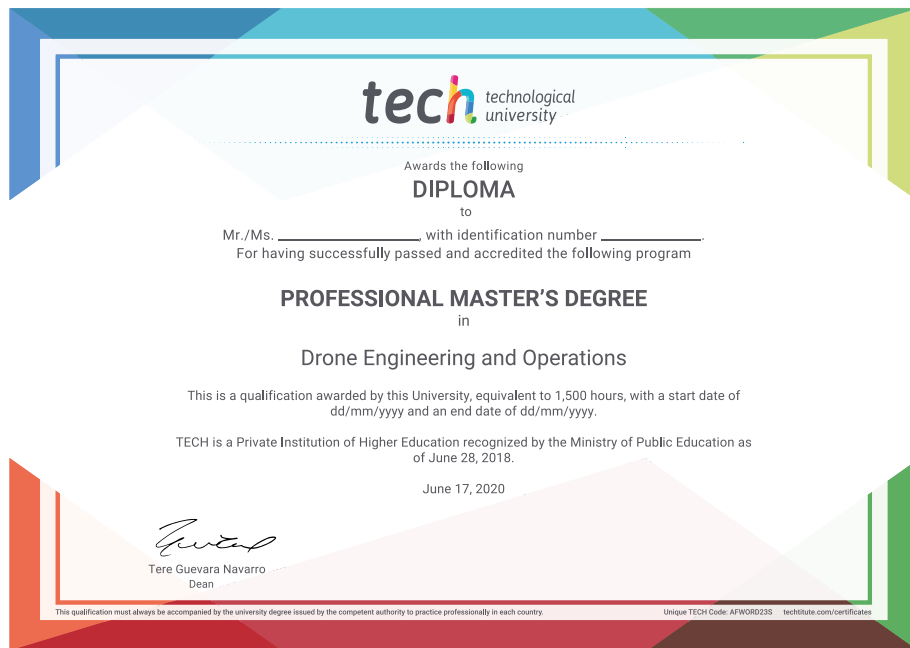 tech technological
university
Awards the following
DIPLOMA
to
Mr./Ms. ____________________, with identification number ______________.
For having successfully passed and accredited the following program
PROFESSIONAL MASTER’S DEGREE
in
Drone Engineering and Operations
This is a qualification awarded by this University, equivalent to 1,500 hours, with a start date of
dd/mm/yyyy and an end date of dd/mm/yyyy.
TECH is a Private Institution of Higher Education recognized by the Ministry of Public Education as
of June 28, 2018.
June 17, 2020
Tere Guevara Navarro
Dean
This qualification must always be accompanied by the university degree issued by the competent authority to practice professionally in each country. Unique TECH Code: AFWORD23S techtitute.com/certificates